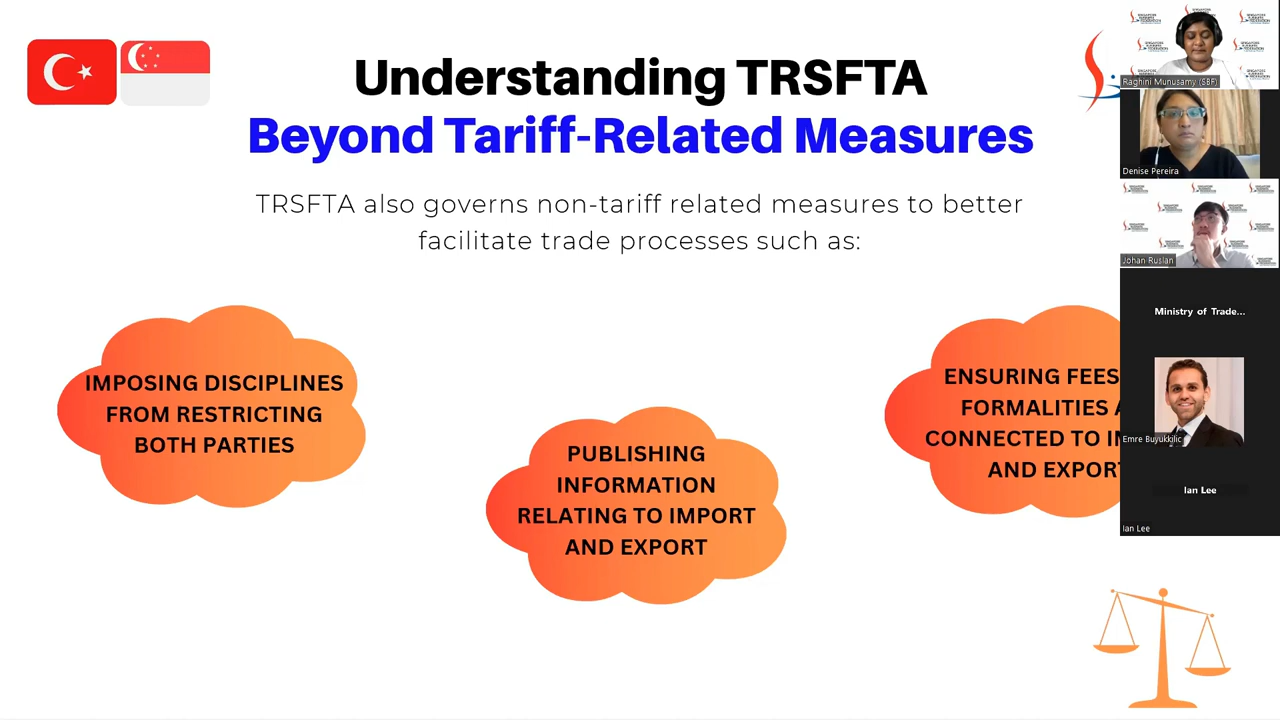 Understanding TRSFTA
Beyond Tariff-Related Measures
TRSFTA also governs non-tariff related measures to better
facilitate trade processes such as:
IMPOSING DISCIPLINES
FROM RESTRICTING
BOTH PARTIES
PUBLISHING
INFORMATION
RELATING TO IMPORT
AND EXPORT
ENSURING FEES
FORMALITIES
CONNECTED TO
AND
Raghini Munusamy (SBF)
Denise Pereira
Johan Ruslan
Ministry of Trade...
Emre Buyukkilic
Ian Lee
Ian Lee